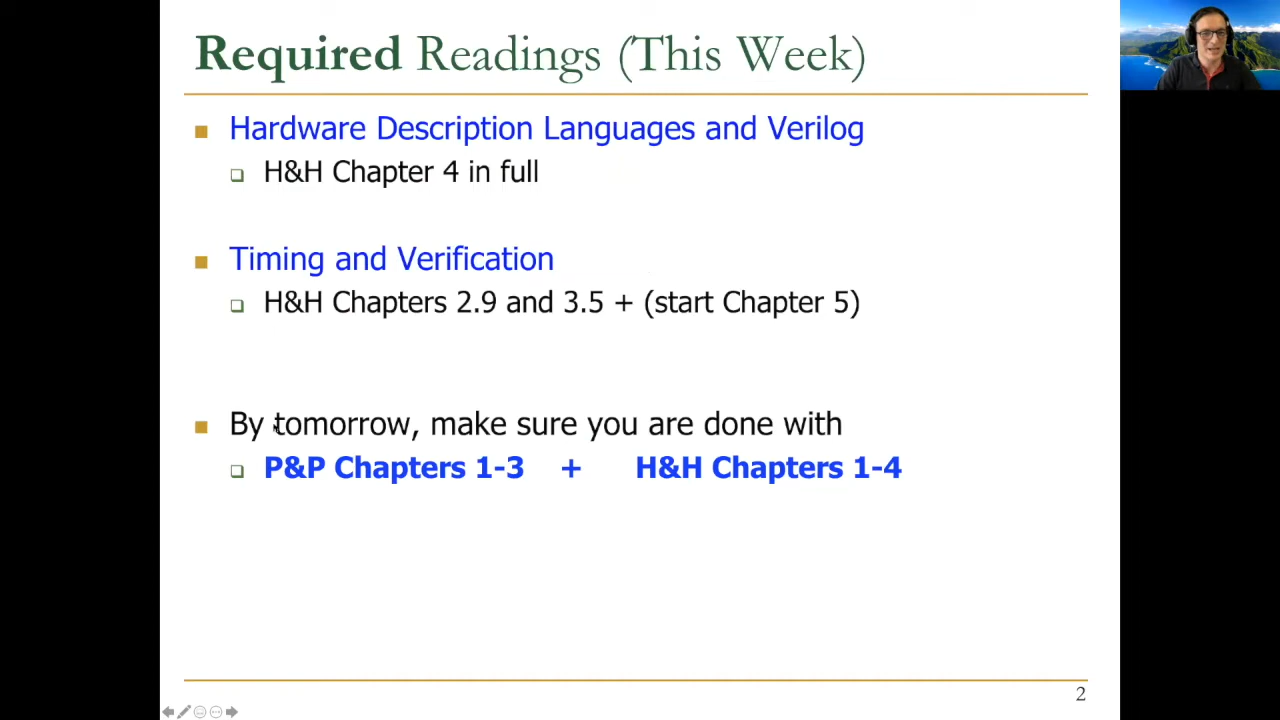 Required Readings (This Week)
Hardware Description Languages and Verilog
H&H Chapter 4 in full
Timing and Verification
H&H Chapters 2.9 and 3.5 + (start Chapter 5)
By tomorrow, make sure you are done with
P&P Chapters 1-3 + H&H Chapters 1-4
2